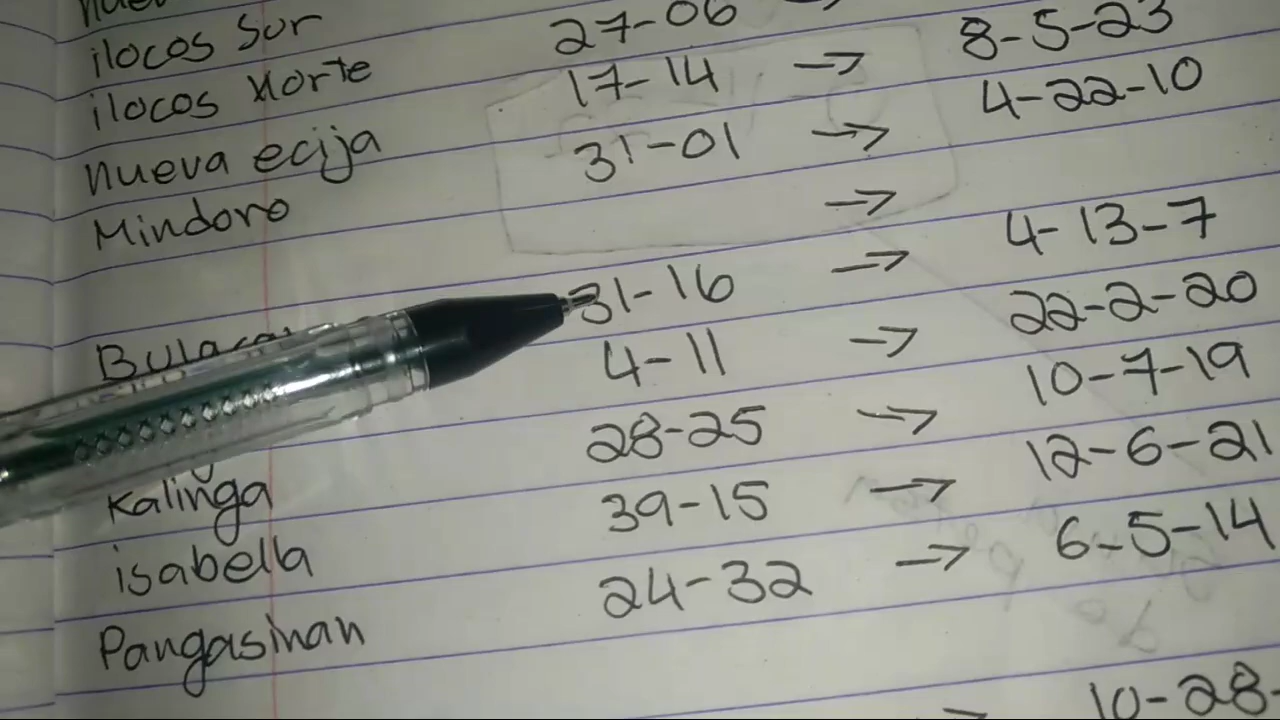 ilocos Sur
ilocos Norte 27-06 →
nueva ecija 17-14 → 8-5-23
Mindoro 31-01 → 4-22-10
→
31-16 → 4-13-7
4-11 → 22-2-20
Kalinga 28-25 → 10-7-19
isabella 39-15 → 12-6-21
Pangasinan 24-32 → 6-5-14
10-28-